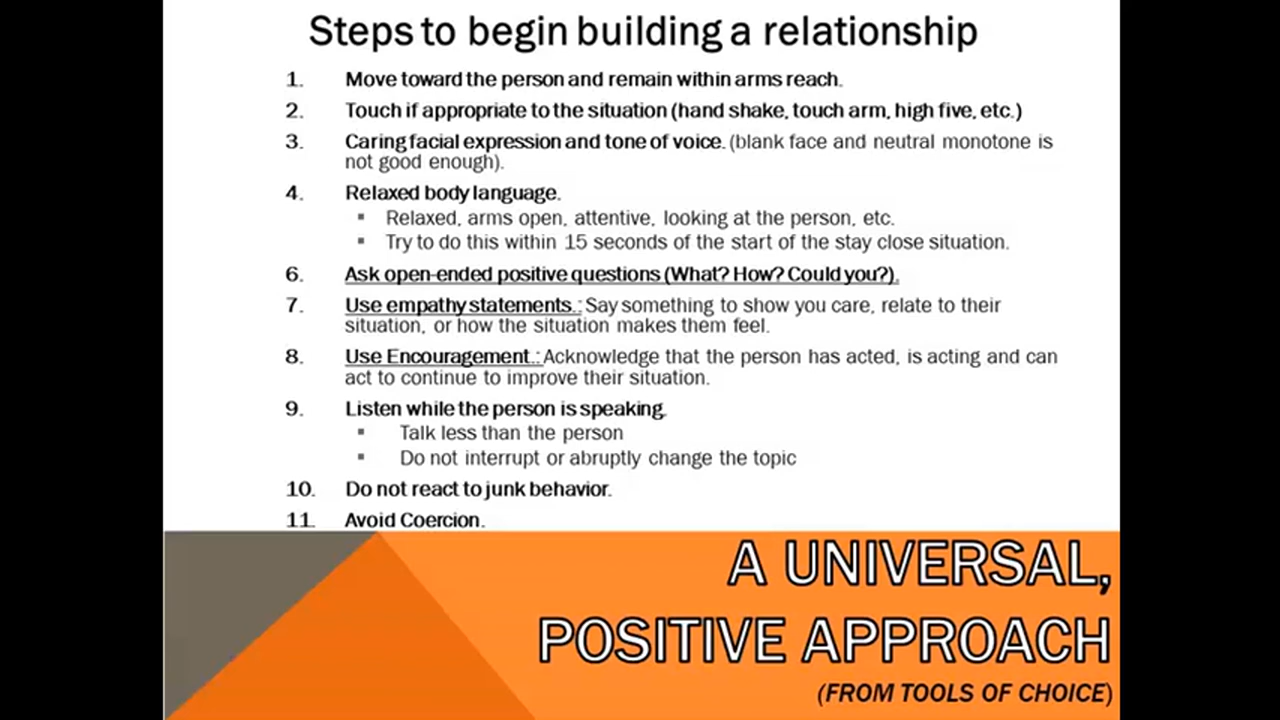 Steps to begin building a relationship
1. Move toward the person and remain within arms reach.
2. Touch if appropriate to the situation (hand shake, touch arm, high five, etc.)
3. Caring facial expression and tone of voice. (blank face and neutral monotone is
not good enough).
4. Relaxed body language.
▪ Relaxed, arms open, attentive, looking at the person, etc.
▪ Try to do this within 15 seconds of the start of the stay close situation.
6. Ask open-ended positive questions (What? How? Could you?).
7. Use empathy statements.: Say something to show you care, relate to their
situation, or how the situation makes them feel.
8. Use Encouragement.: Acknowledge that the person has acted, is acting and can
act to continue to improve their situation.
9. Listen while the person is speaking.
▪ Talk less than the person
▪ Do not interrupt or abruptly change the topic
10. Do not react to junk behavior.
11. Avoid Coercion.
A UNIVERSAL,
POSITIVE APPROACH
(FROM TOOLS OF CHOICE)